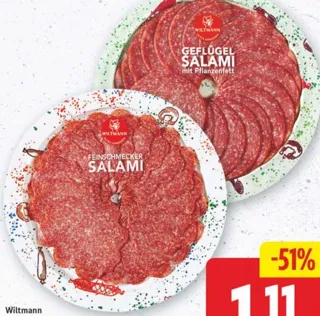 WILTMANN
GEFLÜGEL
SALAMI
mit Pflanzenfett
WILTMANN
FEINSCHMECKER
SALAMI
-51%
1.11
Wiltmann